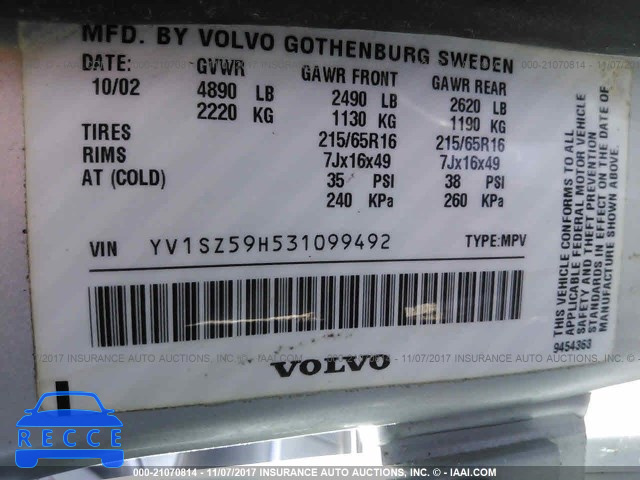 MFD. BY VOLVO GOTHENBURG SWEDEN
DATE: GVWR GAWR FRONT GAWR REAR
10/02 4890 LB 2490 LB 2620 LB
2220 KG 1130 KG 1190 KG
TIRES 215/65R16 215/65R16
RIMS 7Jx16x49 7Jx16x49
AT (COLD) 35 PSI 38 PSI
240 KPa 260 KPa
VIN YV1SZ59H531099492 TYPE:MPV
VOLVO
THIS VEHICLE CONFORMS TO ALL
APPLICABLE FEDERAL MOTOR VEHICLE
SAFETY AND THEFT PREVENTION
STANDARDS IN EFFECT ON THE DATE OF
MANUFACTURE SHOWN ABOVE.
9454363
000-21070814 - 11/07/2017 INSURANCE AUTO AUCTIONS, INC. - IAAI.COM
RECCE